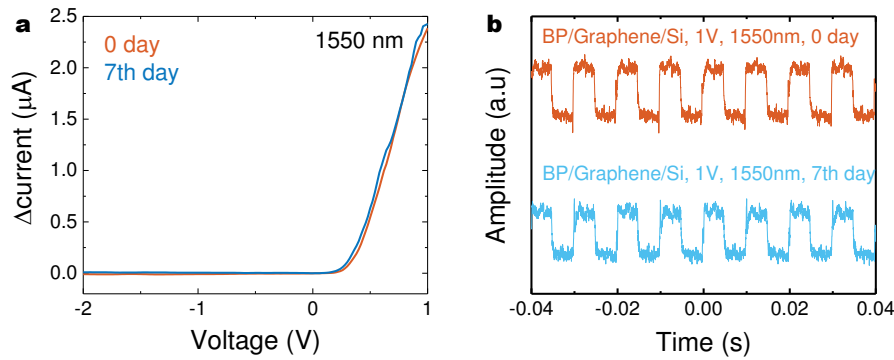 a
0 day
7th day
1550 nm
2.5
2.0
1.5
1.0
0.5
0.0
Δcurrent (μA)
-2
-1
0
1
Voltage (V)
b
BP/Graphene/Si, 1V, 1550nm, 0 day
BP/Graphene/Si, 1V, 1550nm, 7th day
Amplitude (a.u)
-0.04
-0.02
0.00
0.02
0.04
Time (s)